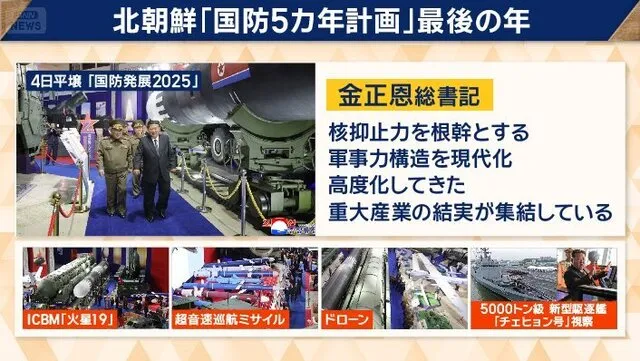 NEWS
北朝鮮「国防5カ年計画」最後の年
4日平壌「国防発展2025」
金正恩総書記
核抑止力を根幹とする
軍事力構造を現代化
高度化してきた
重大産業の結実が集結している
ICBM「火星19」
超音速巡航ミサイル
ドローン
5000トン級 新型駆逐艦
「チェヒョン号」視察